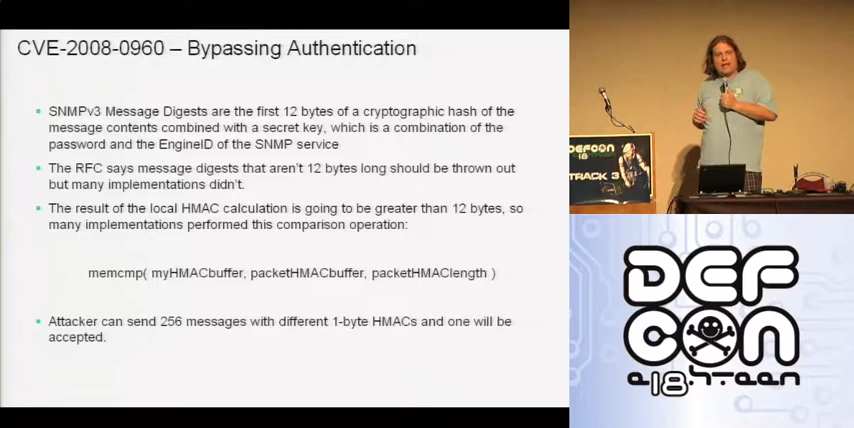 CVE-2008-0960 – Bypassing Authentication
SNMPv3 Message Digests are the first 12 bytes of a cryptographic hash of the
message contents combined with a secret key, which is a combination of the
password and the EngineID of the SNMP service
The RFC says message digests that aren't 12 bytes long should be thrown out
but many implementations didn't.
The result of the local HMAC calculation is going to be greater than 12 bytes, so
many implementations performed this comparison operation:
memcmp( myHMACbuffer, packetHMACbuffer, packetHMAClength )
Attacker can send 256 messages with different 1-byte HMACs and one will be
accepted.
DEFCON
TRACK 3
DEF
CON
e18h-teen